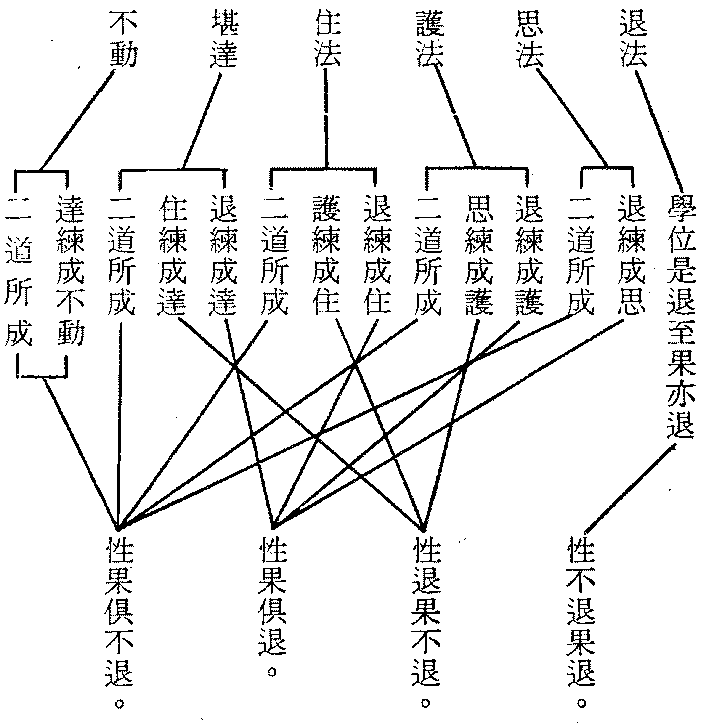 退法
思法
護法
住法
堪達
不動
學位是退至果亦退
退練成思
二道所成
退練成護
思練成護
二道所成
退練成住
護練成住
二道所成
退練成達
住練成達
二道所成
達練成不動
二道所成
性不退果退。
性退果不退。
性果俱退。
性果俱不退。